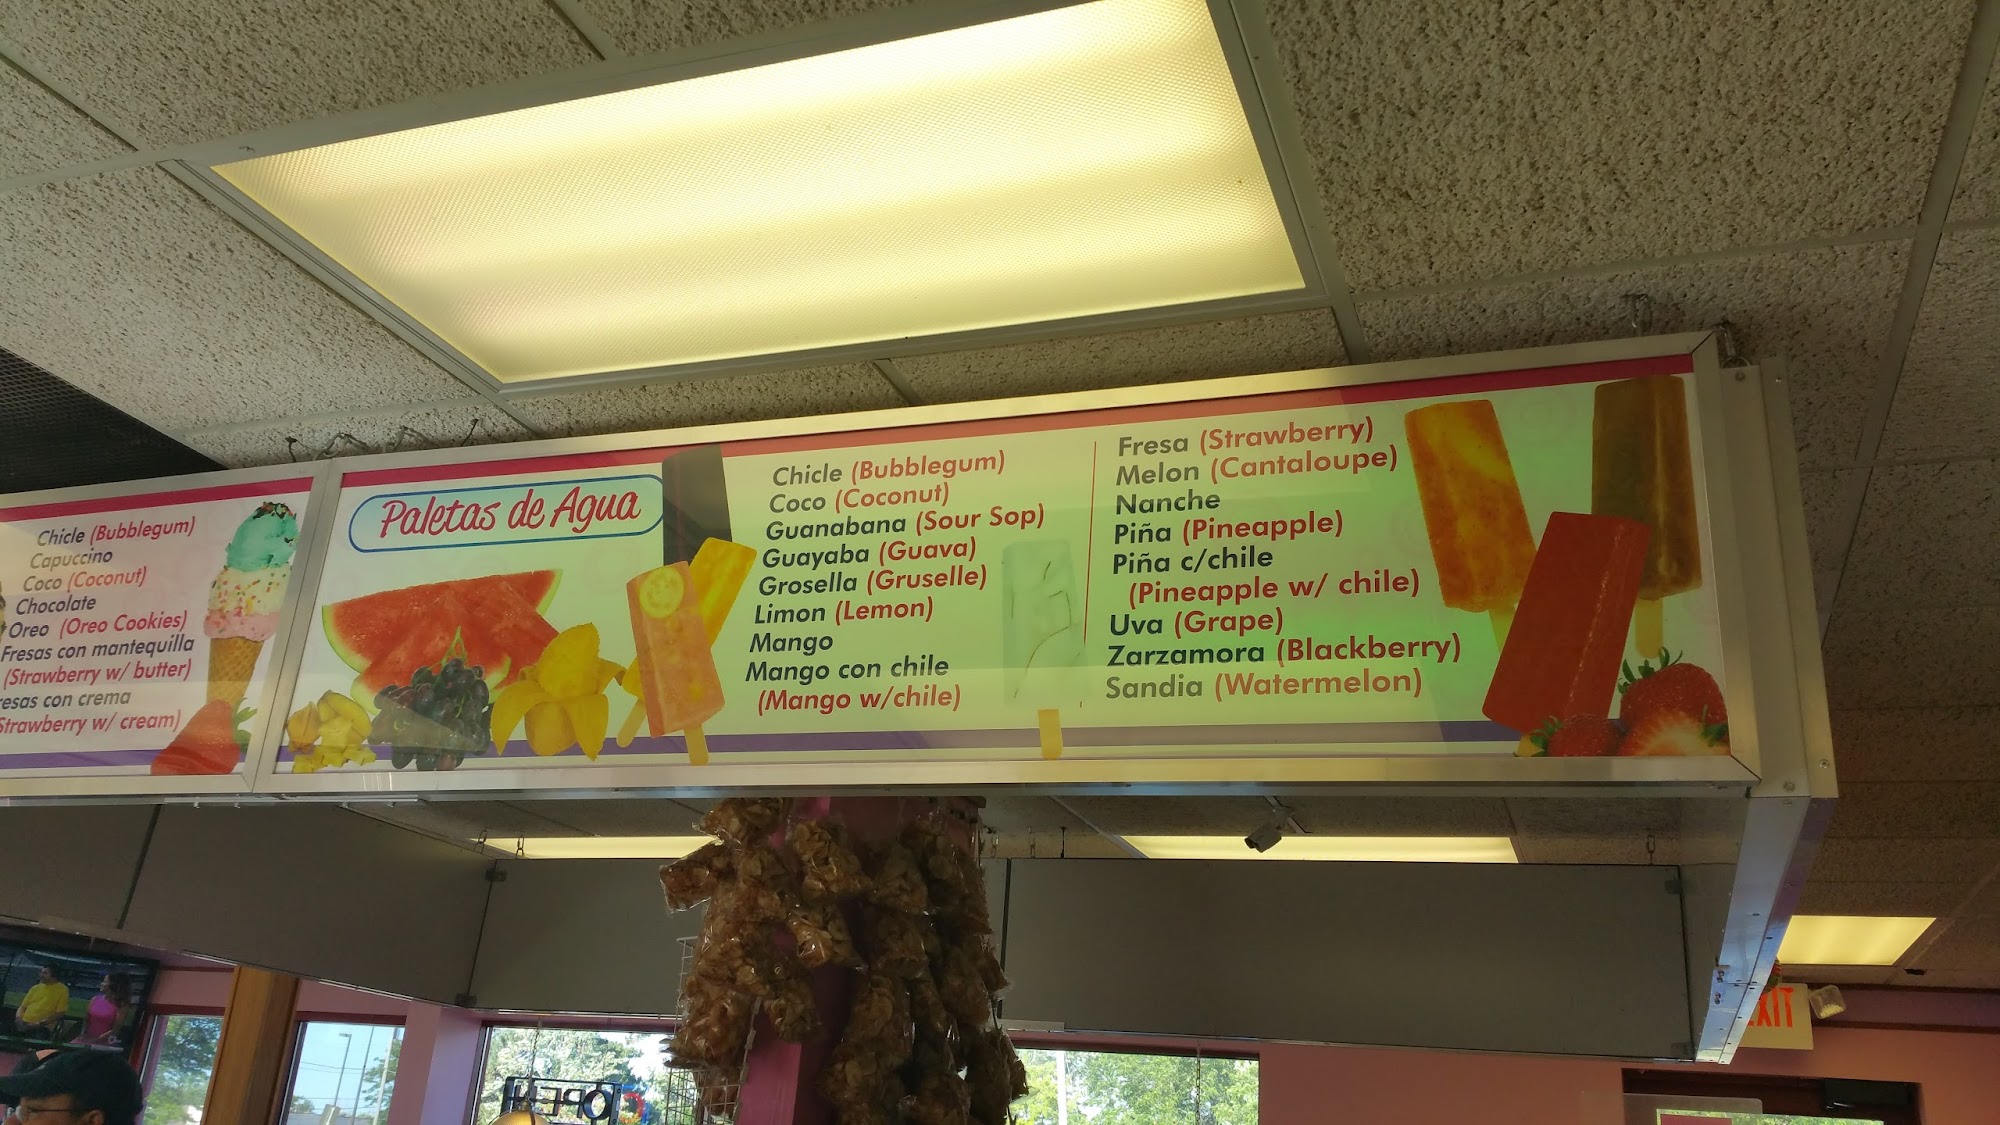 Chicle (Bubblegum)
Capuccino
Coco (Coconut)
Chocolate
Oreo (Oreo Cookies)
Fresas con mantequilla
(Strawberry w/ butter)
resas con crema
Strawberry w/ cream)
Paletas de Agua
Chicle (Bubblegum)
Coco (Coconut)
Guanabana (Sour Sop)
Guayaba (Guava)
Grosella (Gruselle)
Limon (Lemon)
Mango
Mango con chile
(Mango w/chile)
Fresa (Strawberry)
Melon (Cantaloupe)
Nanche
Piña (Pineapple)
Piña c/chile
(Pineapple w/ chile)
Uva (Grape)
Zarzamora (Blackberry)
Sandia (Watermelon)
EXIT
OPEN